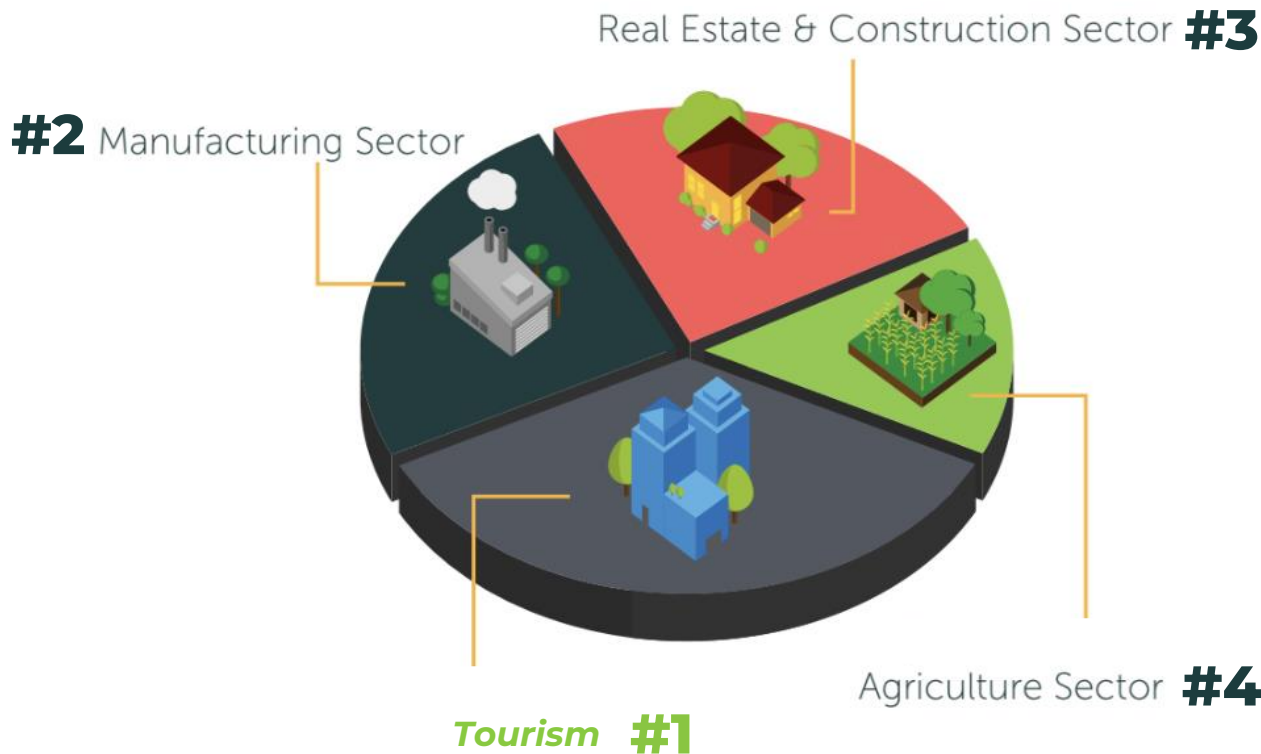 Real Estate & Construction Sector #3
#2 Manufacturing Sector
Agriculture Sector #4
Tourism #1